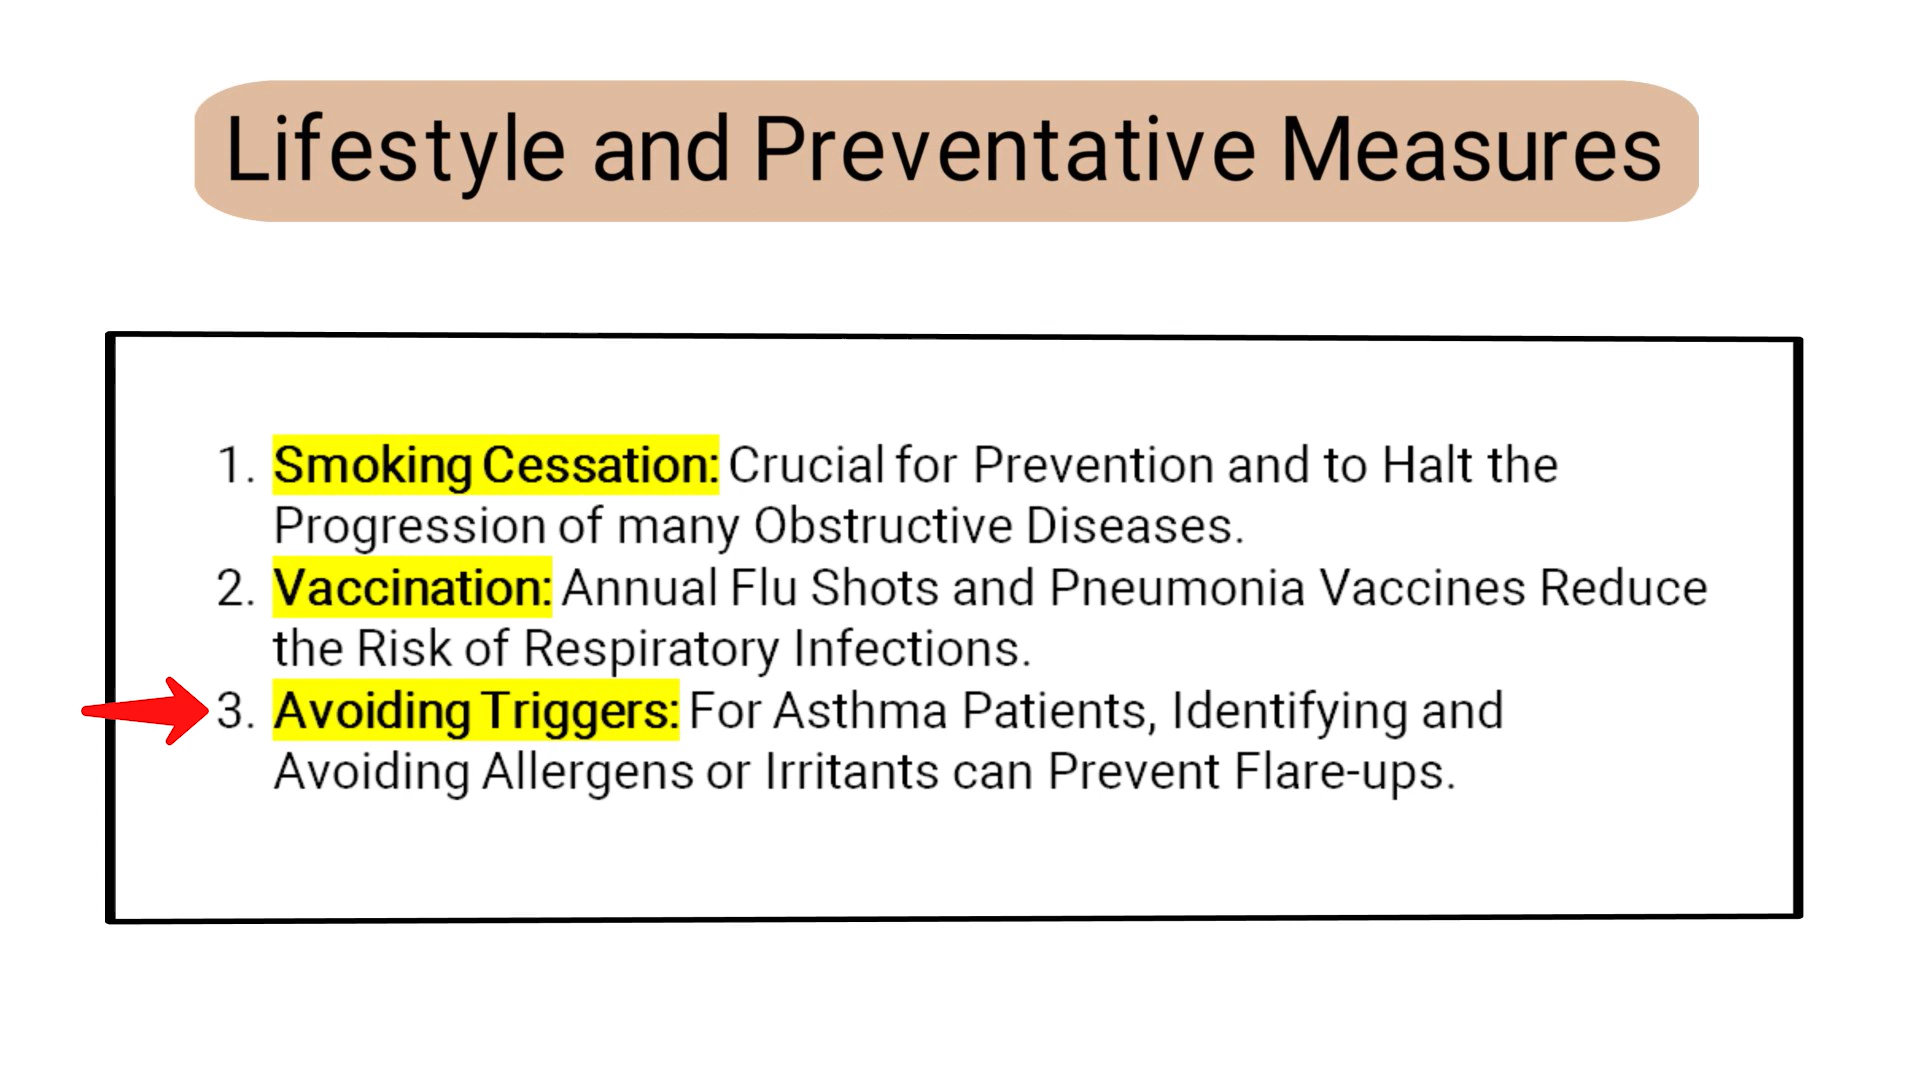 Lifestyle and Preventative Measures
1. Smoking Cessation: Crucial for Prevention and to Halt the
Progression of many Obstructive Diseases.
2. Vaccination: Annual Flu Shots and Pneumonia Vaccines Reduce
the Risk of Respiratory Infections.
3. Avoiding Triggers: For Asthma Patients, Identifying and
Avoiding Allergens or Irritants can Prevent Flare-ups.